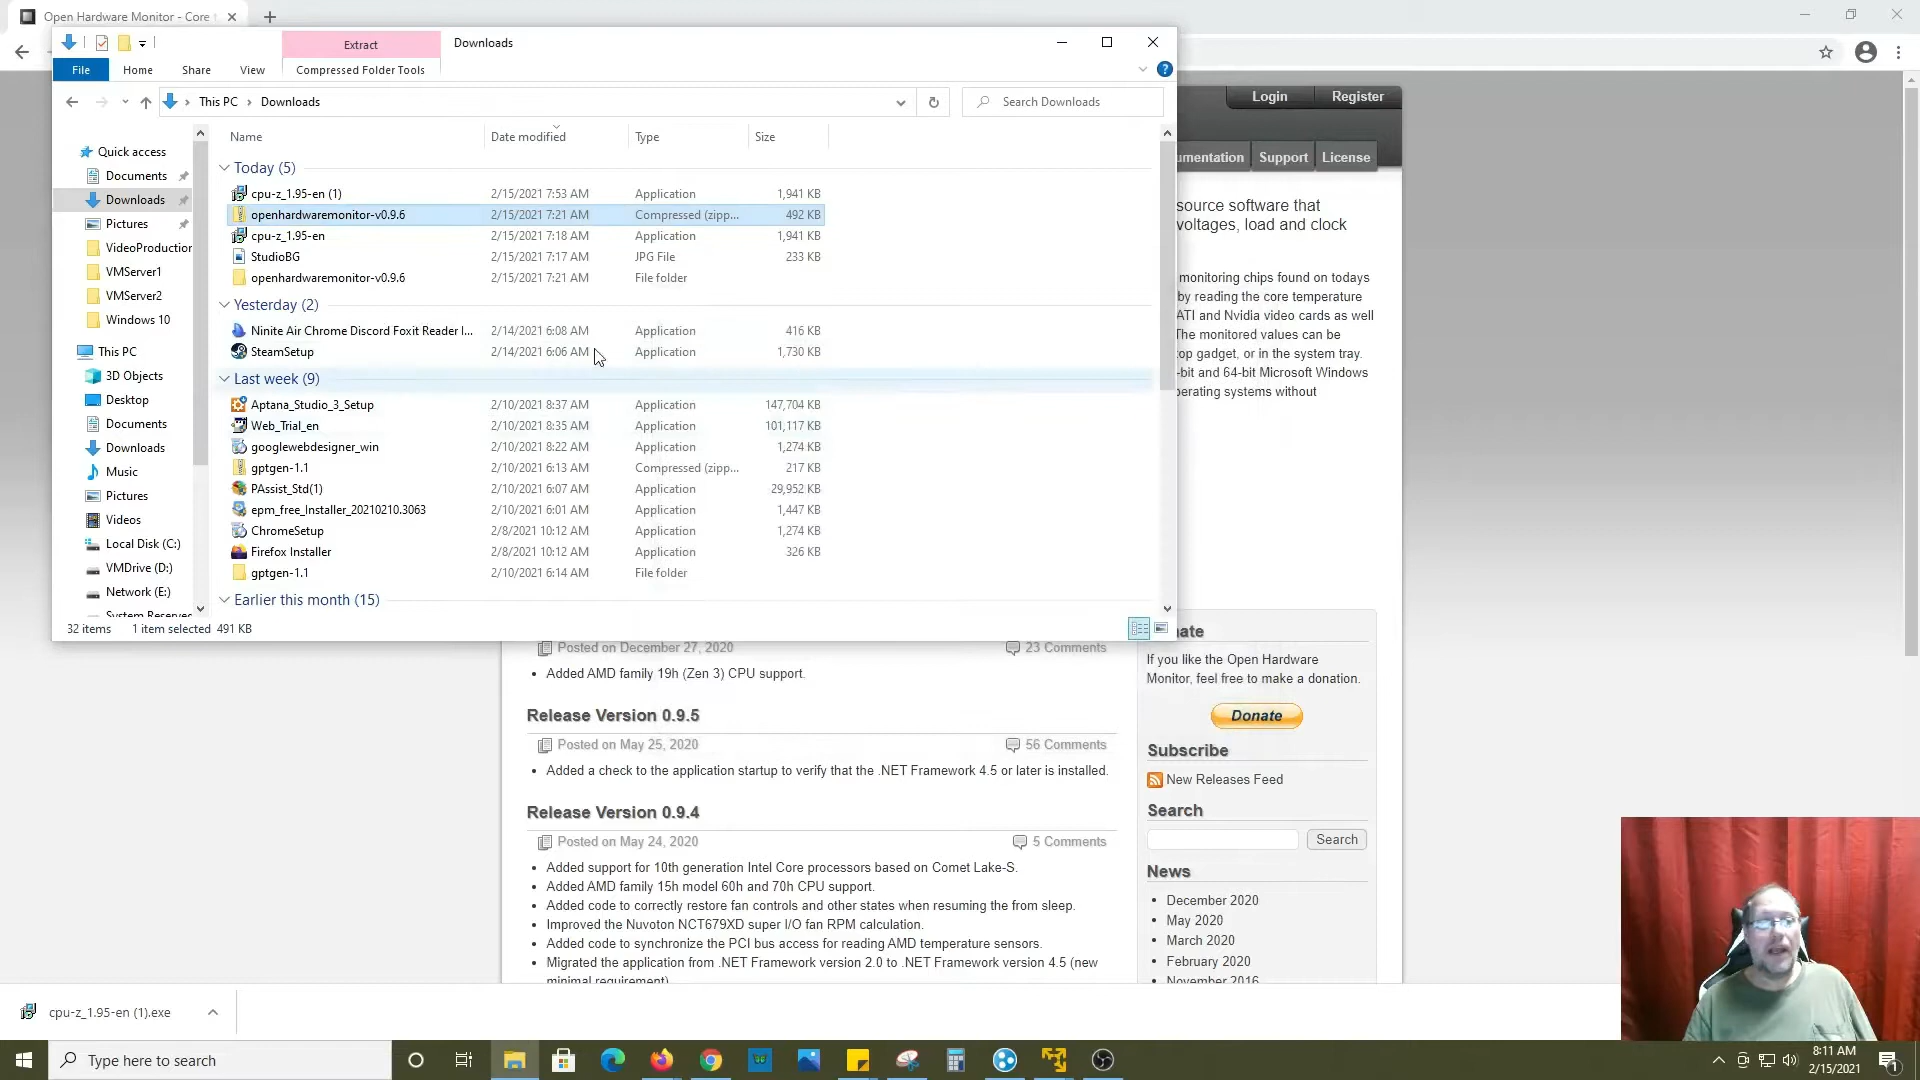 Open Hardware Monitor - Core
Extract
Downloads
File
Home
Share
View
Compressed Folder Tools
This PC
Downloads
Search Downloads
Login
Register
umentation
Support
License
Name
Date modified
Type
Size
Quick access
Documents
Downloads
Pictures
VideoProduction
VMServer1
VMServer2
Windows 10
This PC
3D Objects
Desktop
Documents
Downloads
Music
Pictures
Videos
Local Disk (C:)
VMDrive (D:)
Network (E:)
System Reserved
Today (5)
cpu-z_1.95-en (1) 2/15/2021 7:53 AM Application 1,941 KB
openhardwaremonitor-v0.9.6 2/15/2021 7:21 AM Compressed (zipp... 492 KB
cpu-z_1.95-en 2/15/2021 7:18 AM Application 1,941 KB
StudioBG 2/15/2021 7:17 AM JPG File 233 KB
openhardwaremonitor-v0.9.6 2/15/2021 7:21 AM File folder
Yesterday (2)
Ninite Air Chrome Discord Foxit Reader I... 2/14/2021 6:08 AM Application 416 KB
SteamSetup 2/14/2021 6:06 AM Application 1,730 KB
Last week (9)
Aptana_Studio_3_Setup 2/10/2021 8:37 AM Application 147,704 KB
Web_Trial_en 2/10/2021 8:35 AM Application 101,117 KB
googlewebdesigner_win 2/10/2021 8:22 AM Application 1,274 KB
gptgen-1.1 2/10/2021 6:13 AM Compressed (zipp... 217 KB
PAssist_Std(1) 2/10/2021 6:07 AM Application 29,952 KB
epm_free_Installer_20210210.3063 2/10/2021 6:01 AM Application 1,447 KB
ChromeSetup 2/8/2021 10:12 AM Application 1,274 KB
Firefox Installer 2/8/2021 10:12 AM Application 326 KB
gptgen-1.1 2/10/2021 6:14 AM File folder
Earlier this month (15)
32 items 1 item selected 491 KB
source software that
voltages, load and clock
monitoring chips found on todays
by reading the core temperature
ATI and Nvidia video cards as well
The monitored values can be
top gadget, or in the system tray.
-bit and 64-bit Microsoft Windows
perating systems without
Posted on December 27, 2020 23 Comments
Added AMD family 19h (Zen 3) CPU support.
Release Version 0.9.5
Posted on May 25, 2020 56 Comments
Added a check to the application startup to verify that the .NET Framework 4.5 or later is installed.
Release Version 0.9.4
Posted on May 24, 2020 5 Comments
Added support for 10th generation Intel Core processors based on Comet Lake-S.
Added AMD family 15h model 60h and 70h CPU support.
Added code to correctly restore fan controls and other states when resuming the from sleep.
Improved the Nuvoton NCT679XD super I/O fan RPM calculation.
Added code to synchronize the PCI bus access for reading AMD temperature sensors.
Migrated the application from .NET Framework version 2.0 to .NET Framework version 4.5 (new
minimal requirement)
nate
If you like the Open Hardware
Monitor, feel free to make a donation.
Donate
Subscribe
New Releases Feed
Search
Search
News
December 2020
May 2020
March 2020
February 2020
November 2016
cpu-z_1.95-en (1).exe
Type here to search
8:11 AM
2/15/2021
1